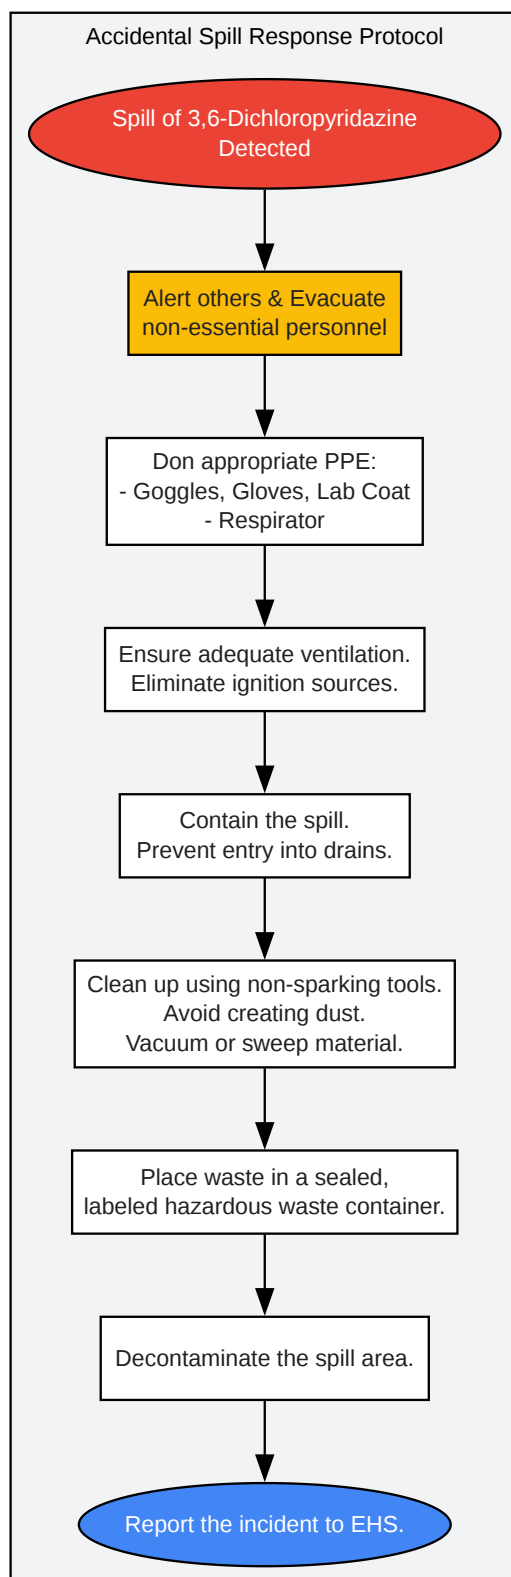 Accidental Spill Response Protocol
Spill of 3,6-Dichloropyridazine
Detected
Alert others & Evacuate
non-essential personnel
Don appropriate PPE:
- Goggles, Gloves, Lab Coat
- Respirator
Ensure adequate ventilation.
Eliminate ignition sources.
Contain the spill.
Prevent entry into drains.
Clean up using non-sparking tools.
Avoid creating dust.
Vacuum or sweep material.
Place waste in a sealed,
labeled hazardous waste container.
Decontaminate the spill area.
Report the incident to EHS.